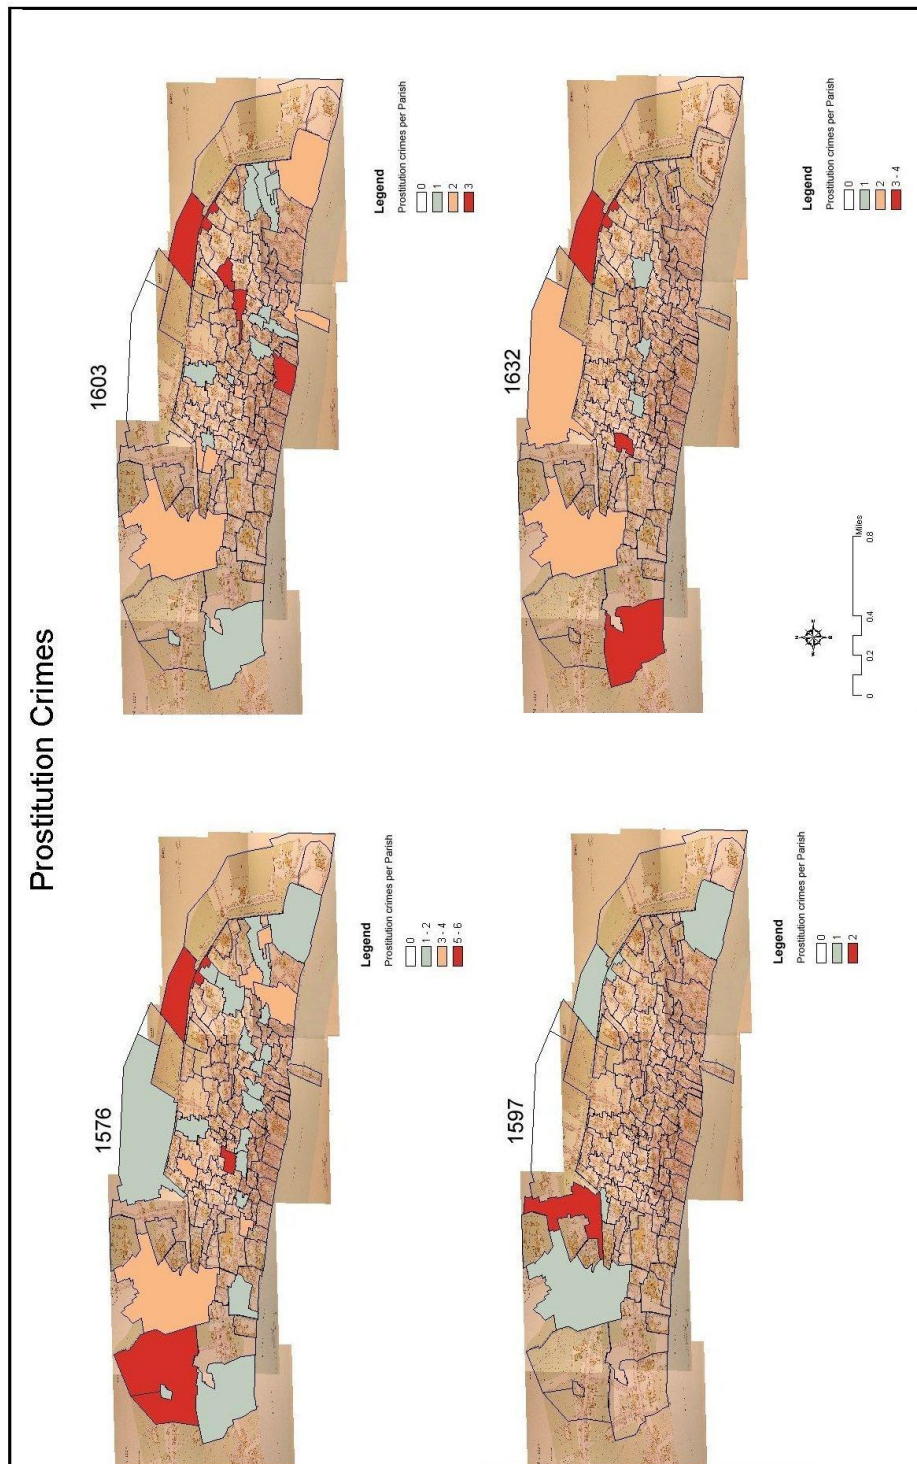 Prostitution Crimes
1576
Legend
Prostitution crimes per Parish
0
1 - 2
3 - 4
5 - 6
1603
Legend
Prostitution crimes per Parish
0
1
2
3
1597
Legend
Prostitution crimes per Parish
0
1
2
1632
Legend
Prostitution crimes per Parish
0
1
2
3 - 4
N
W
E
S
0 0.2 0.4 0.8
Miles